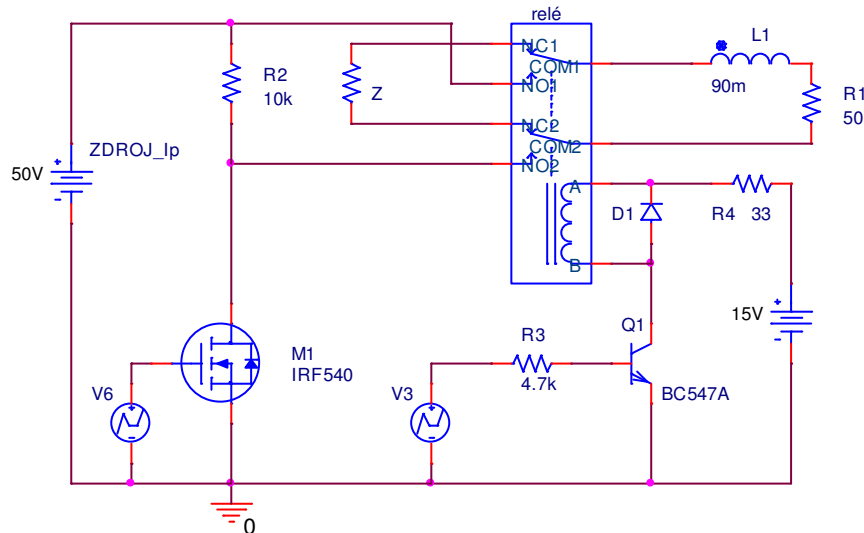 relé
NC1
COM1
NO1
NC2
COM2
NO2
A
B
L1
90m
R1
50
R2
10k
Z
ZDROJ_Ip
50V
+
-
D1
R4 33
15V
+
-
Q1
BC547A
R3
4.7k
M1
IRF540
V6
+
-
V3
+
-
0